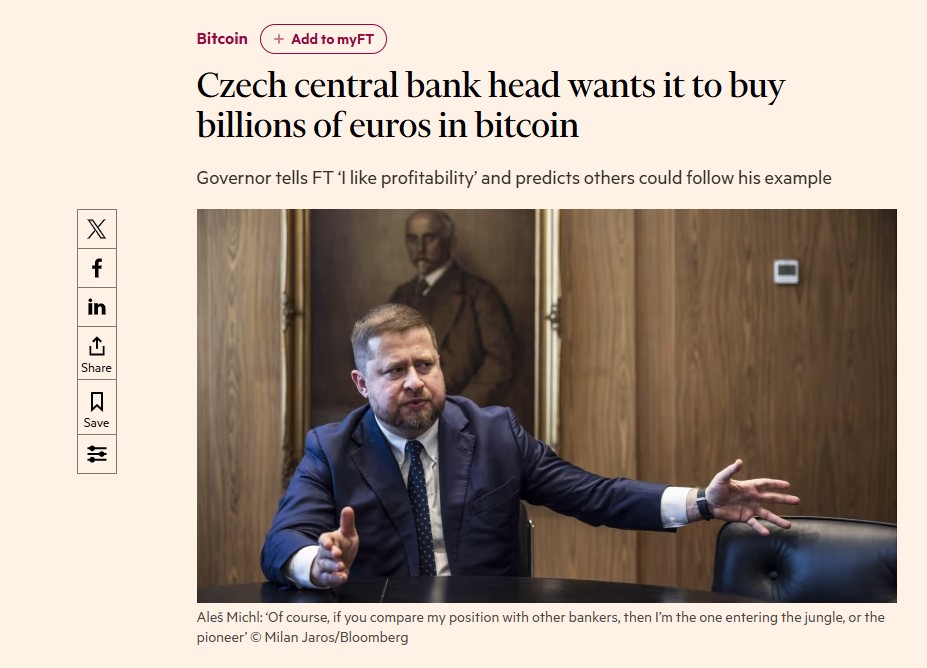 Bitcoin
+ Add to myFT
Czech central bank head wants it to buy
billions of euros in bitcoin
Governor tells FT ‘I like profitability’ and predicts others could follow his example
X
f
in
Share
Save
Aleš Michl: ‘Of course, if you compare my position with other bankers, then I’m the one entering the jungle, or the
pioneer’ © Milan Jaros/Bloomberg